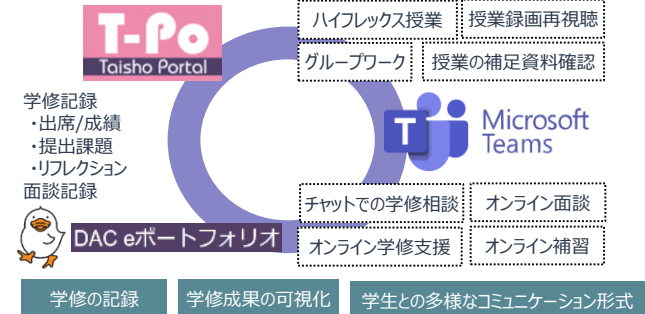 T-Po
Taisho Portal
ハイフレックス授業
授業録画再視聴
グループワーク
授業の補足資料確認
学修記録
・出席/成績
・提出課題
・リフレクション
面談記録
T
Microsoft
Teams
チャットでの学修相談
オンライン面談
オンライン学修支援
オンライン補習
DAC eポートフォリオ
学修の記録
学修成果の可視化
学生との多様なコミュニケーション形式